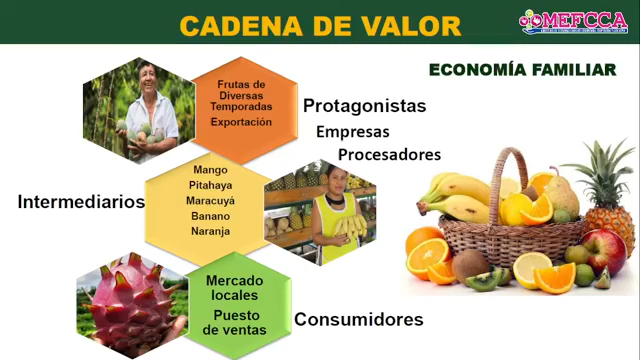 CADENA DE VALOR
MEFCCA
ECONOMÍA FAMILIAR
Frutas de
Diversas
Temporadas
Exportación
Protagonistas
Empresas
Procesadores
Intermediarios
Mango
Pitahaya
Maracuyá
Banano
Naranja
Mercado
locales
Puesto
de ventas
Consumidores